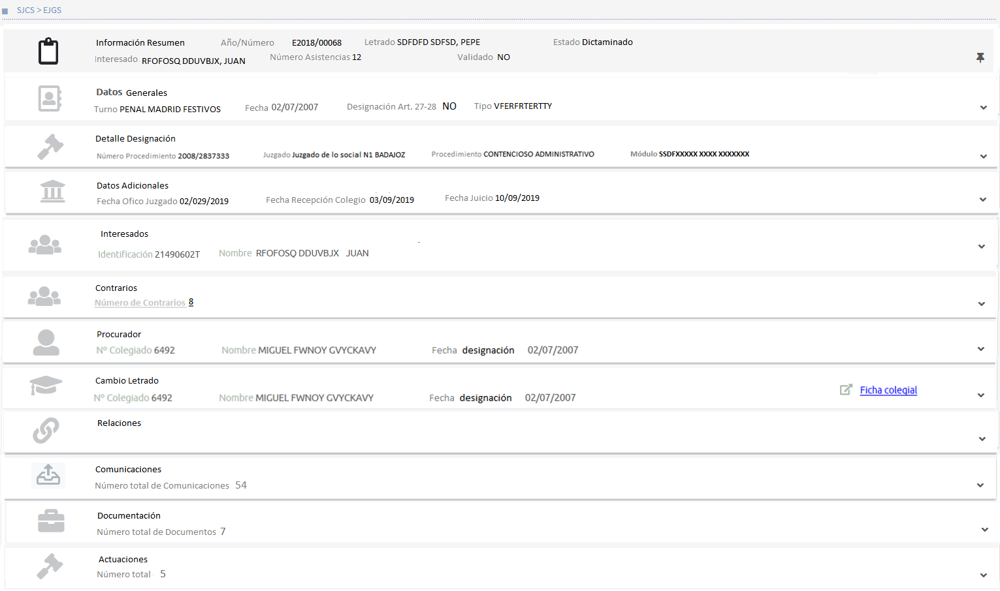 SJCS > EJGS
Información Resumen Año/Número E2018/00068 Letrado SDFDFD SDFSD, PEPE Estado Dictaminado
Interesado RFOFOSQ DDUVBJX, JUAN Número Asistencias 12 Validado NO
Datos Generales
Turno PENAL MADRID FESTIVOS Fecha 02/07/2007 Designación Art. 27-28 NO Tipo VFERFRTERTTY
Detalle Designación
Número Procedimiento 2008/2837333 Juzgado Juzgado de lo social N1 BADAJOZ Procedimiento CONTENCIOSO ADMINISTRATIVO Módulo SSDFXXXXX XXXX XXXXXXX
Datos Adicionales
Fecha Ofico Juzgado 02/029/2019 Fecha Recepción Colegio 03/09/2019 Fecha Juicio 10/09/2019
Interesados
Identificación 21490602T Nombre RFOFOSQ DDUVBJX JUAN
Contrarios
Número de Contrarios 8
Procurador
Nº Colegiado 6492 Nombre MIGUEL FWNOY GVYCKAVY Fecha designación 02/07/2007
Cambio Letrado
Nº Colegiado 6492 Nombre MIGUEL FWNOY GVYCKAVY Fecha designación 02/07/2007 Ficha colegial
Relaciones
Comunicaciones
Número total de Comunicaciones 54
Documentación
Número total de Documentos 7
Actuaciones
Número total 5